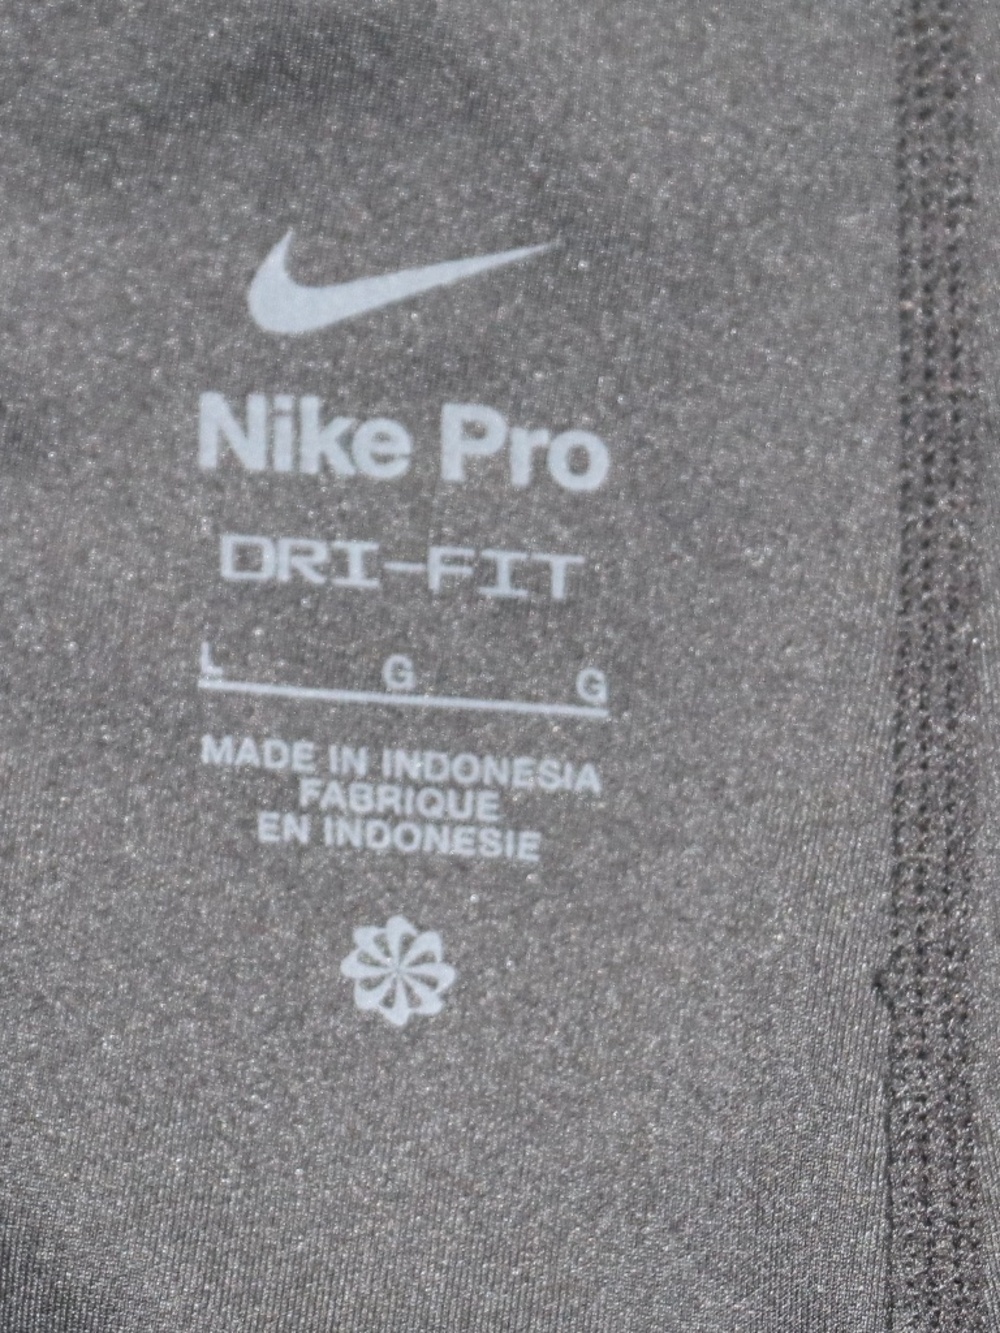 Nike Pro
DRI-FIT
L G G
MADE IN INDONESIA
FABRIQUE
EN INDONESIE